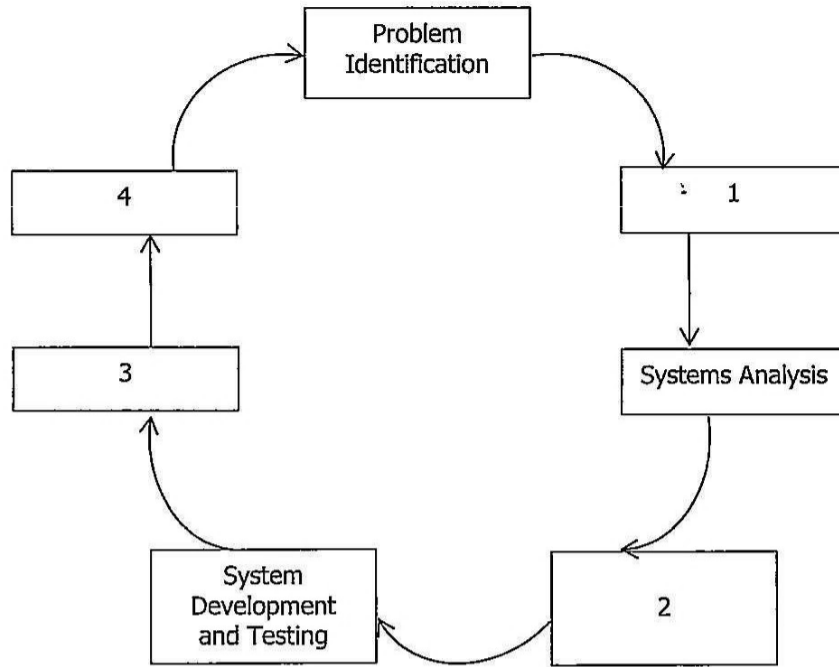 Problem
Identification
4
1
3
Systems Analysis
System
Development
and Testing
2